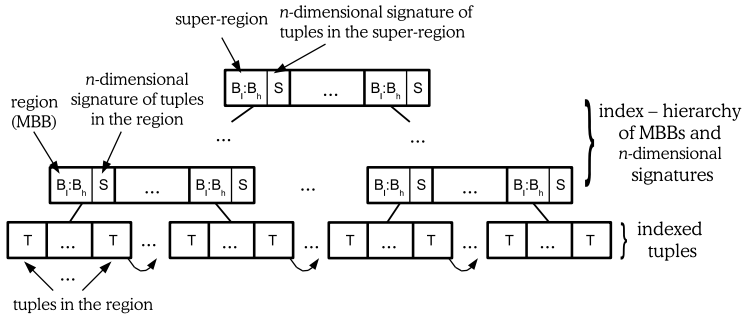 super-region
n-dimensional signature of
tuples in the super-region
n-dimensional
signature of tuples
in the region
region
(MBB)
Bl:Bh S ... Bl:Bh S
... ...
index – hierarchy
of MBBs and
n-dimensional
signatures
Bl:Bh S ... Bl:Bh S ... Bl:Bh S ... Bl:Bh S
T ... T ... T ... T ... T ... T ... T ... T
indexed
tuples
...
tuples in the region